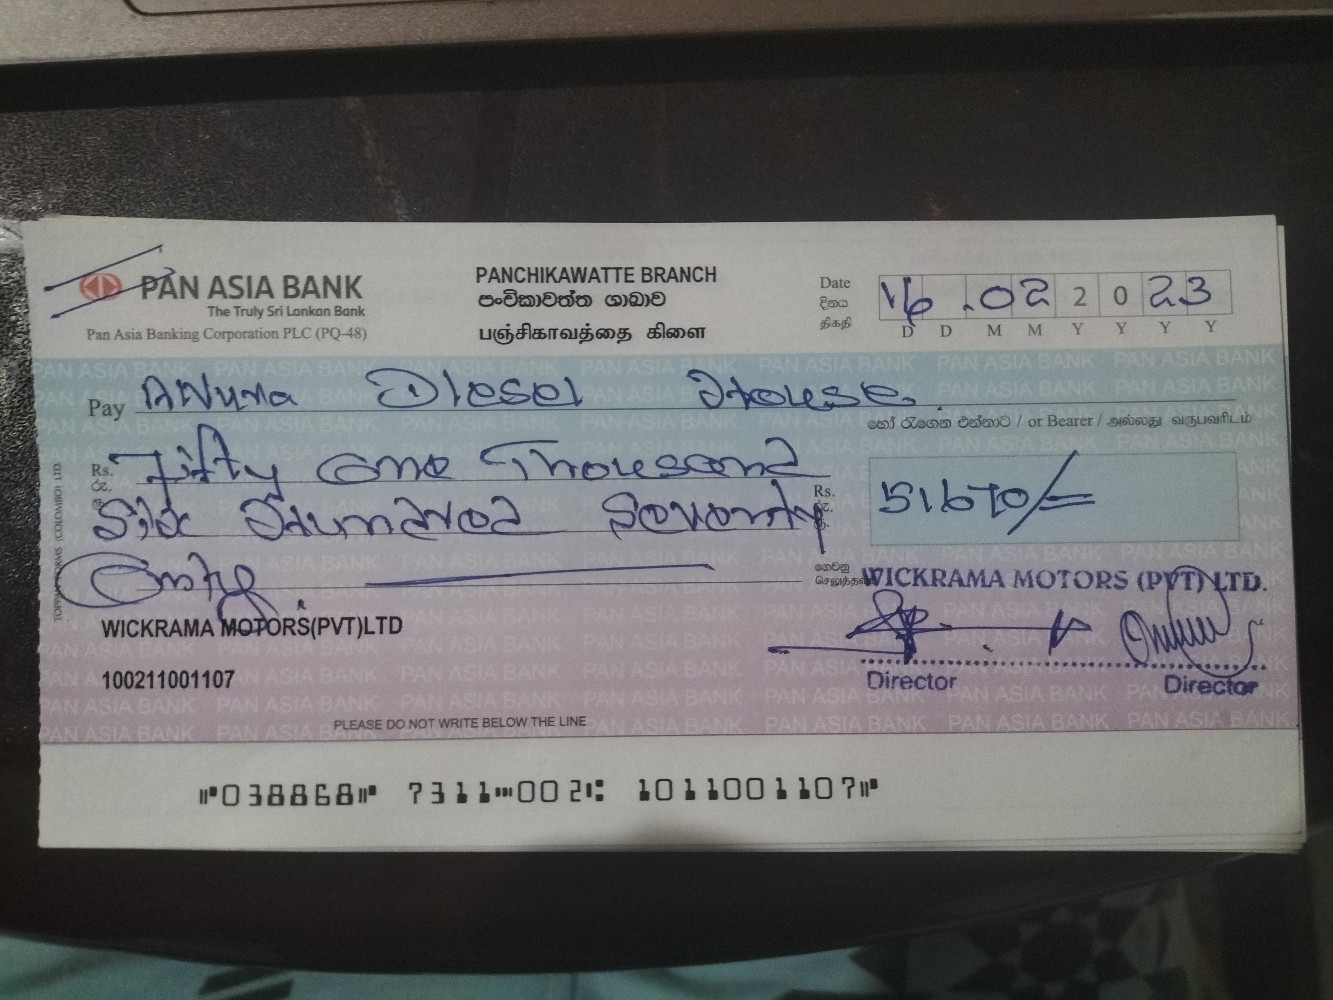 PAN ASIA BANK
The Truly Sri Lankan Bank
Pan Asia Banking Corporation PLC (PQ-48)
PANCHIKAWATTE BRANCH
පංචිකාවත්ත ශාඛාව
பஞ்சிகாவத்தை கிளை
Date
දිනය
திகதி
16.02 2023
D D M M Y Y Y Y
Pay Anura Diesel House.
හෝ රැගෙන එන්නාට / or Bearer / அல்லது வருபவரிடம்
Rs. Fifty One Thousand
රු. Six Hundred Seventy
Only
Rs. 51670/=
ගෙවනු
WICKRAMA MOTORS (PVT) LTD.
WICKRAMA MOTORS(PVT)LTD
100211001107
Director Director
PLEASE DO NOT WRITE BELOW THE LINE
⑈038868⑈ 7311⑉002⑆ 1011001107⑈